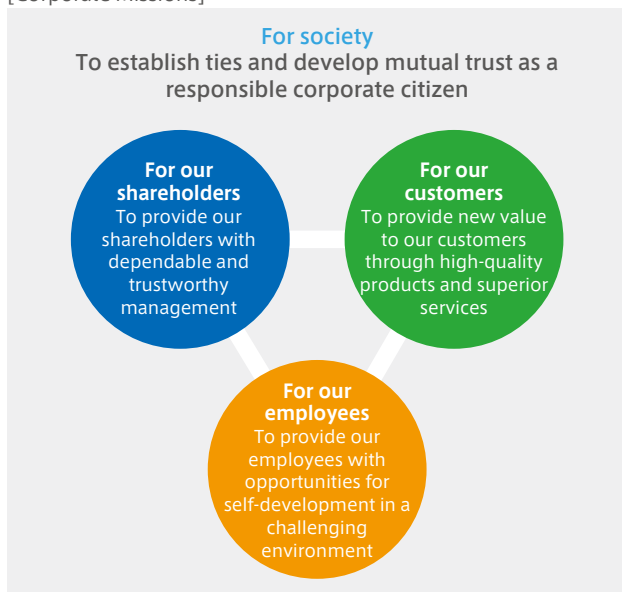 [Corporate Missions]
For society
To establish ties and develop mutual trust as a
responsible corporate citizen
For our
shareholders
To provide our
shareholders with
dependable and
trustworthy
management
For our
customers
To provide new value
to our customers
through high-quality
products and superior
services
For our
employees
To provide our
employees with
opportunities for
self-development in a
challenging
environment